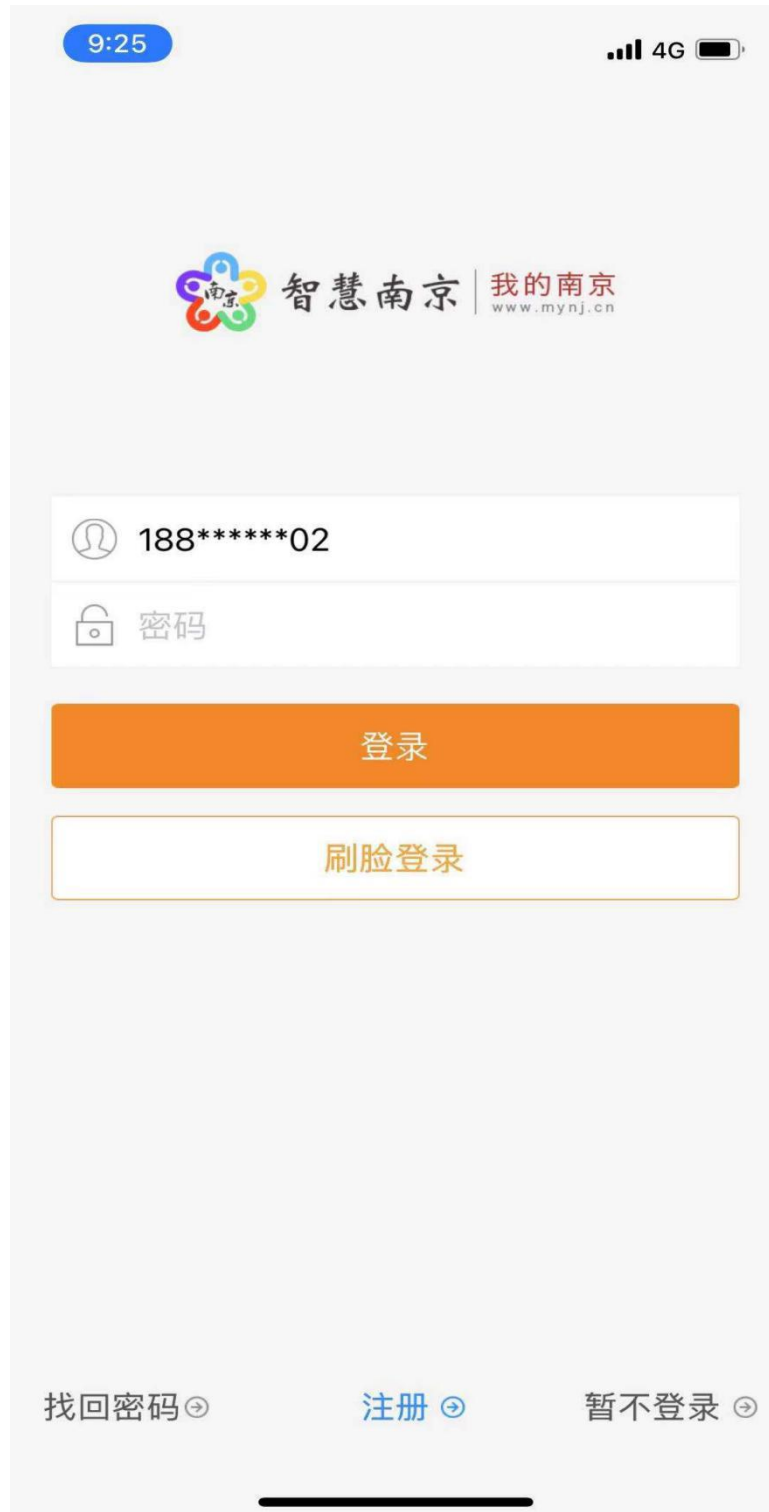 9:25 4G
南京 智慧南京 我的南京
www.mynj.cn
188******02
密码
登录
刷脸登录
找回密码 注册 暂不登录